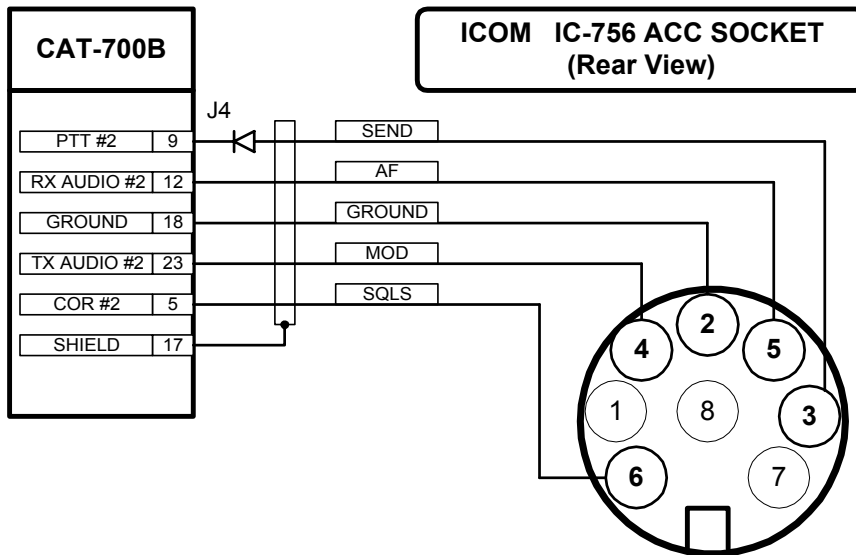 CAT-700B
ICOM IC-756 ACC SOCKET
(Rear View)
J4
PTT #2 9 SEND
RX AUDIO #2 12 AF
GROUND 18 GROUND
TX AUDIO #2 23 MOD
COR #2 5 SQLS
SHIELD 17
2
4 5
1 8 3
6 7